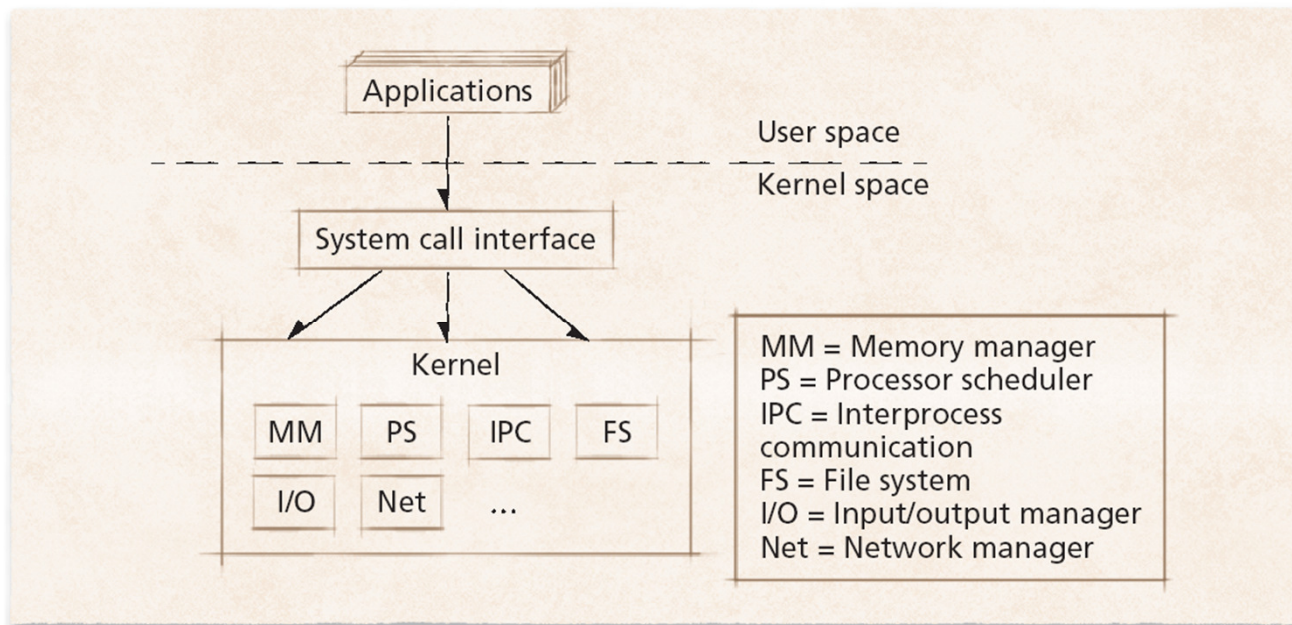 Applications
User space
Kernel space
System call interface
Kernel
MM PS IPC FS
I/O Net ...
MM = Memory manager
PS = Processor scheduler
IPC = Interprocess
communication
FS = File system
I/O = Input/output manager
Net = Network manager